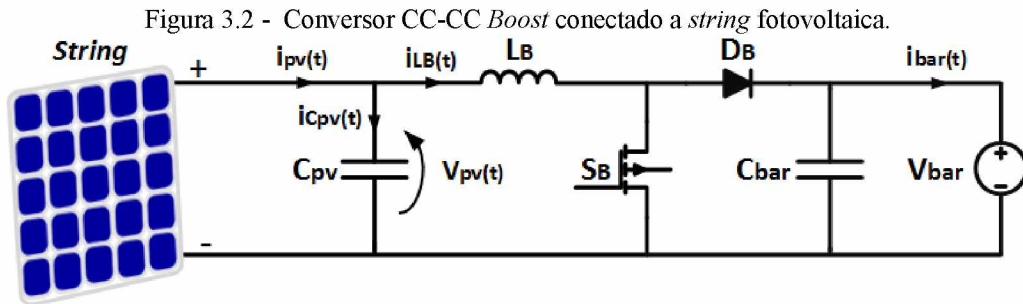 Figura 3.2 - Conversor CC-CC Boost conectado a string fotovoltaica.
String
+
ipv(t)
iLB(t)
LB
DB
ibar(t)
iCpv(t)
Cpv
Vpv(t)
SB
Cbar
Vbar
+
-
-